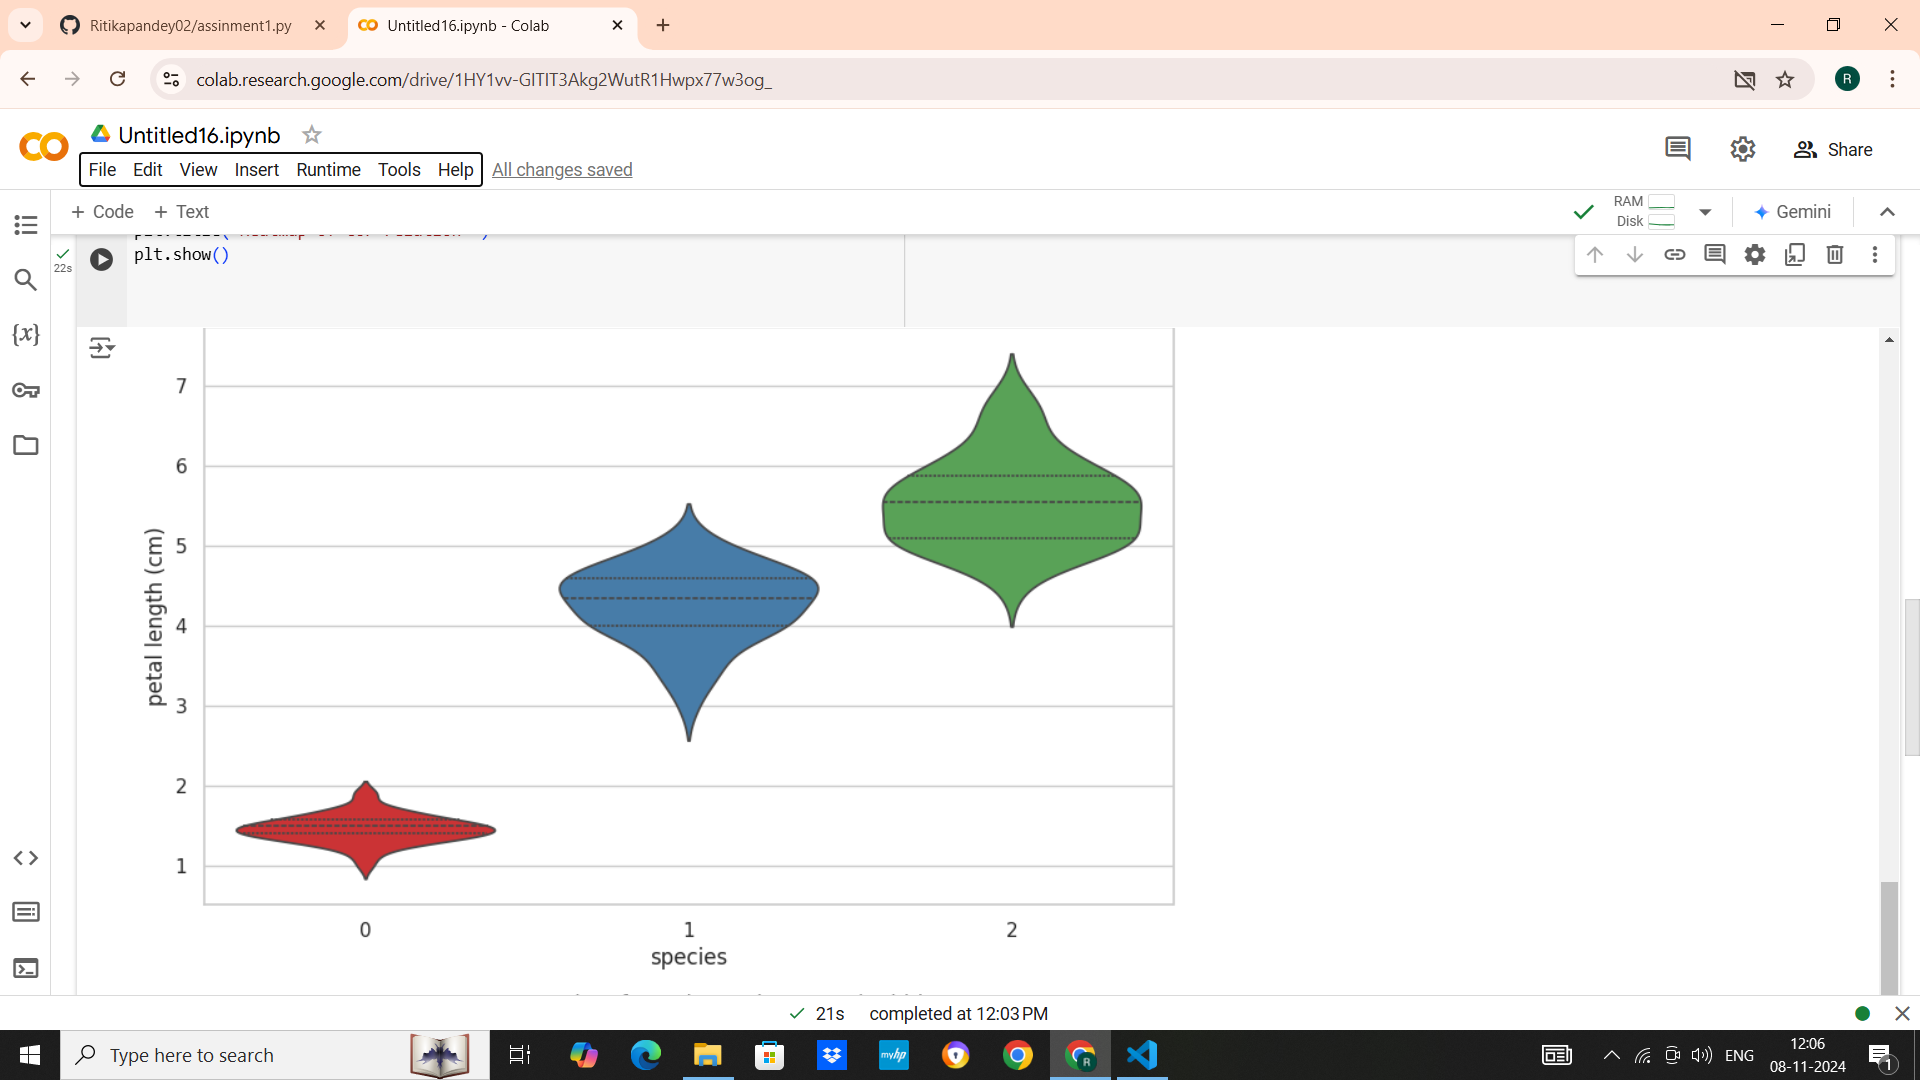 Ritikapandey02/assinment1.py
Untitled16.ipynb - Colab
colab.research.google.com/drive/1HY1vv-GlTlT3Akg2WutR1Hwpx77w3og_
R
Untitled16.ipynb
File Edit View Insert Runtime Tools Help All changes saved
Share
+ Code + Text
RAM
Disk
Gemini
plt.show()
22s
{x}
7
6
5
4
3
2
1
petal length (cm)
0 1 2
species
21s completed at 12:03 PM
Type here to search
myhp
R
ENG
12:06
08-11-2024
1